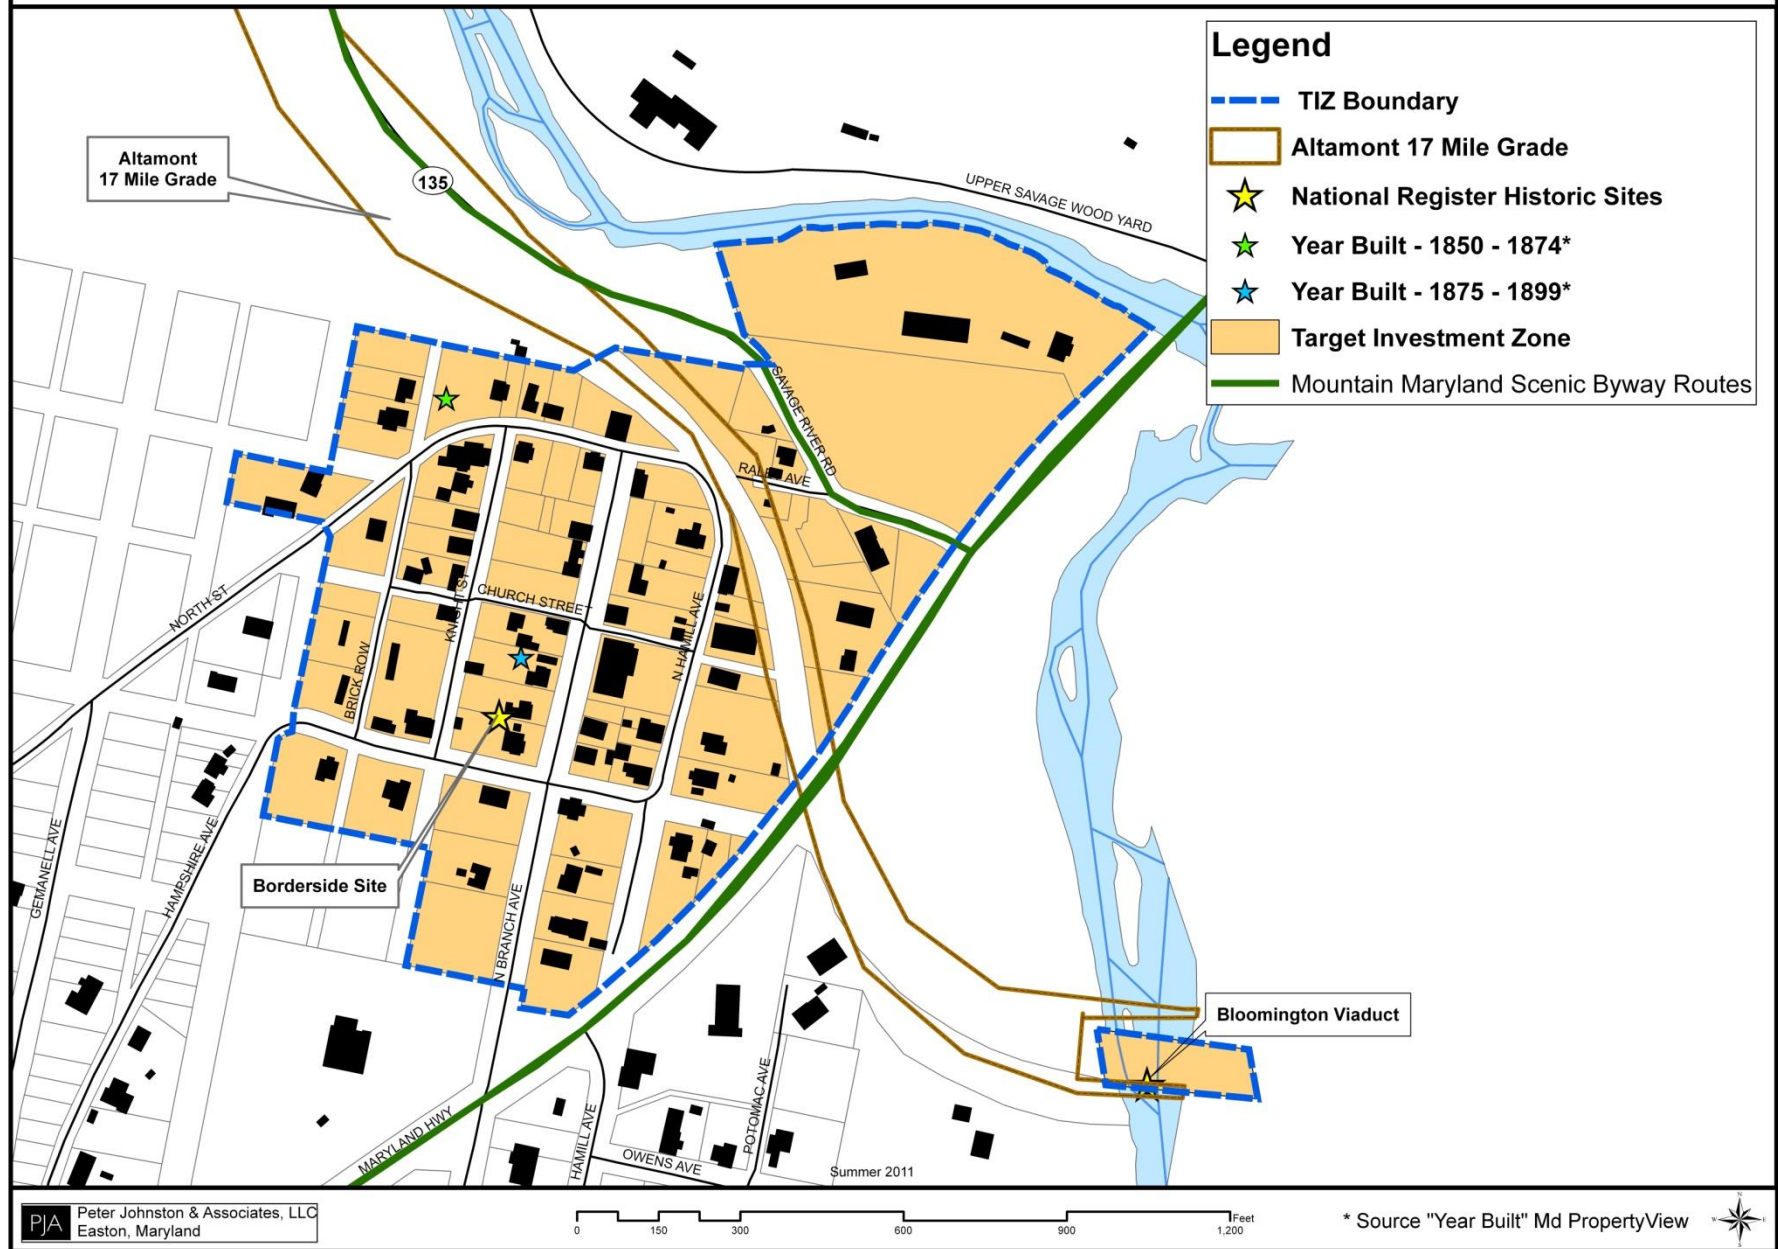 Legend
TIZ Boundary
Altamont 17 Mile Grade
National Register Historic Sites
Year Built - 1850 - 1874*
Year Built - 1875 - 1899*
Target Investment Zone
Mountain Maryland Scenic Byway Routes
Altamont
17 Mile Grade
135
UPPER SAVAGE WOOD YARD
SAVAGE RIVER RD
AVE
NORTH ST
KNIGHT ST
CHURCH STREET
N HAMILL AVE
BRICK ROW
GEMANELL AVE
HAMPSHIRE AVE
Borderside Site
N BRANCH AVE
Bloomington Viaduct
MARYLAND HWY
HAMILL AVE
POTOMAC AVE
OWENS AVE
Summer 2011
PJA
Peter Johnston & Associates, LLC
Easton, Maryland
0 150 300 600 900 1,200
Feet
* Source "Year Built" Md PropertyView
N
W E
S